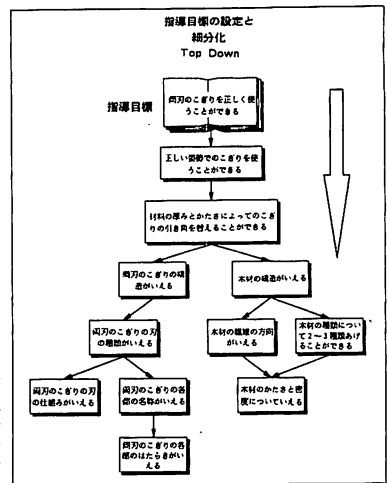 指導目標の設定と
細分化
Top Down
指導目標
両刃のこぎりを正しく使
うことができる
正しい姿勢でのこぎりを使
うことができる
材料の厚みとかたさによってのこぎ
りの引き角を替えることができる
両刃のこぎりの構
造がいえる
木材の構造がいえる
両刃のこぎりの刃
の種類がいえる
木材の繊維の方向
がいえる
木材の種類につい
て2〜3種類あげ
ることができる
両刃のこぎりの刃
の仕組みがいえる
両刃のこぎりの各
部の名称がいえる
木材のかたさと密
度についていえる
両刃のこぎりの各
部のはたらきがい
える